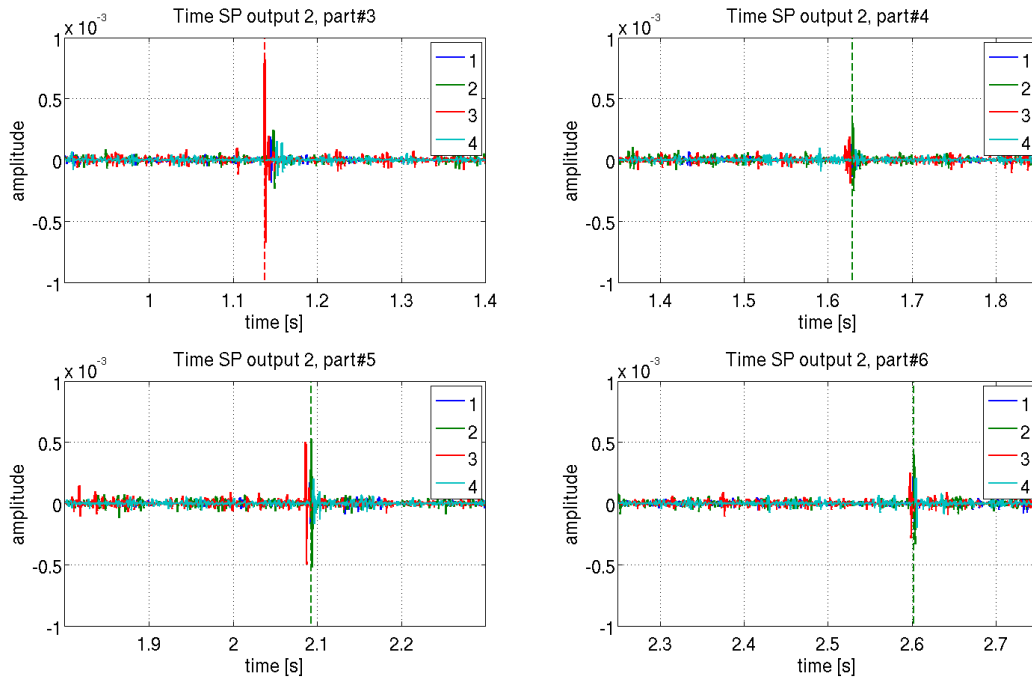 Time SP output 2, part#3
1 x 10-3
0.5
0
-0.5
-1
amplitude
1 1.1 1.2 1.3 1.4
time [s]
1
2
3
4
Time SP output 2, part#4
1 x 10-3
0.5
0
-0.5
-1
amplitude
1.4 1.5 1.6 1.7 1.8
time [s]
1
2
3
4
Time SP output 2, part#5
1 x 10-3
0.5
0
-0.5
-1
amplitude
1.9 2 2.1 2.2
time [s]
1
2
3
4
Time SP output 2, part#6
1 x 10-3
0.5
0
-0.5
-1
amplitude
2.3 2.4 2.5 2.6 2.7
time [s]
1
2
3
4